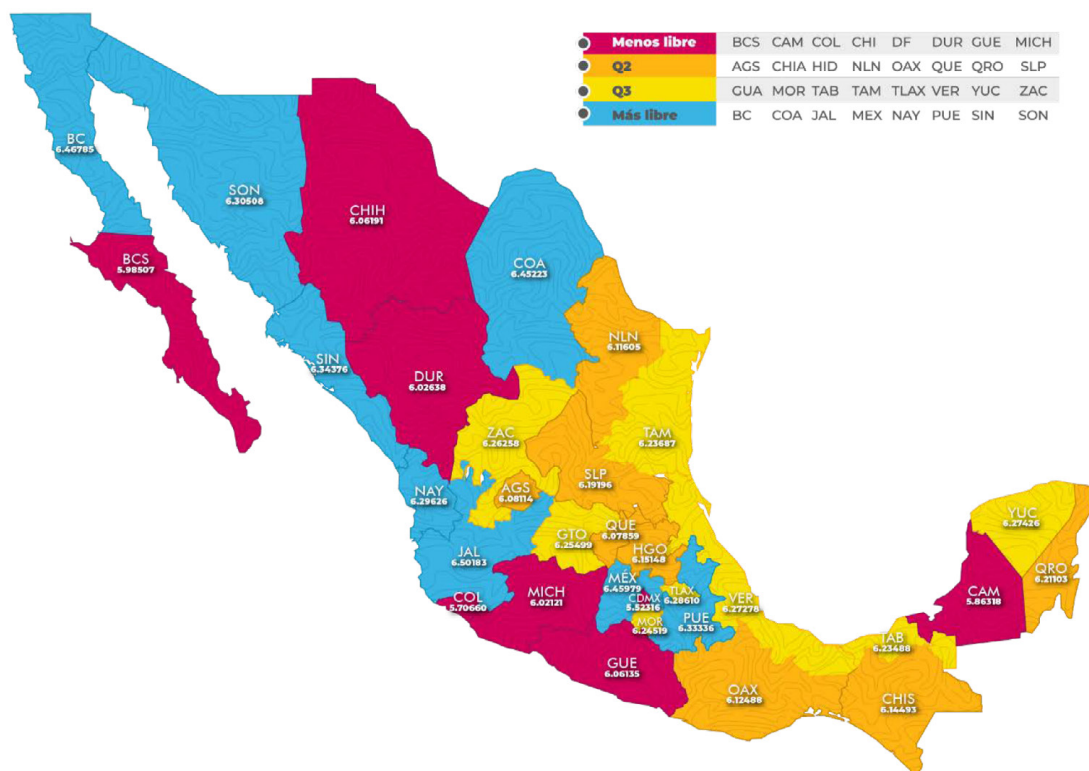 Menos libre BCS CAM COL CHI DF DUR GUE MICH
Q2 AGS CHIA HID NLN OAX QUE QRO SLP
Q3 GUA MOR TAB TAM TLAX VER YUC ZAC
Más libre BC COA JAL MEX NAY PUE SIN SON
BC
6.46785
SON
6.30508
CHIH
6.06191
BCS
5.98507
COA
6.45223
NLN
6.11605
SIN
6.34376
DUR
6.02638
ZAC
6.26258
TAM
6.23687
SLP
6.19196
NAY
6.29626
AGS
6.08114
YUC
6.27426
QUE
6.07859
GTO
6.25499
JAL
6.50183
HGO
6.15148
QRO
6.21103
MÉX
6.45979
MICH
6.02121
CAM
5.86318
COL
5.70660
CDMX
5.52316
TLAX
6.28610
VER
6.27278
MOR
6.24519
PUE
6.33336
TAB
6.23488
GUE
6.06135
OAX
6.12488
CHIS
6.14493